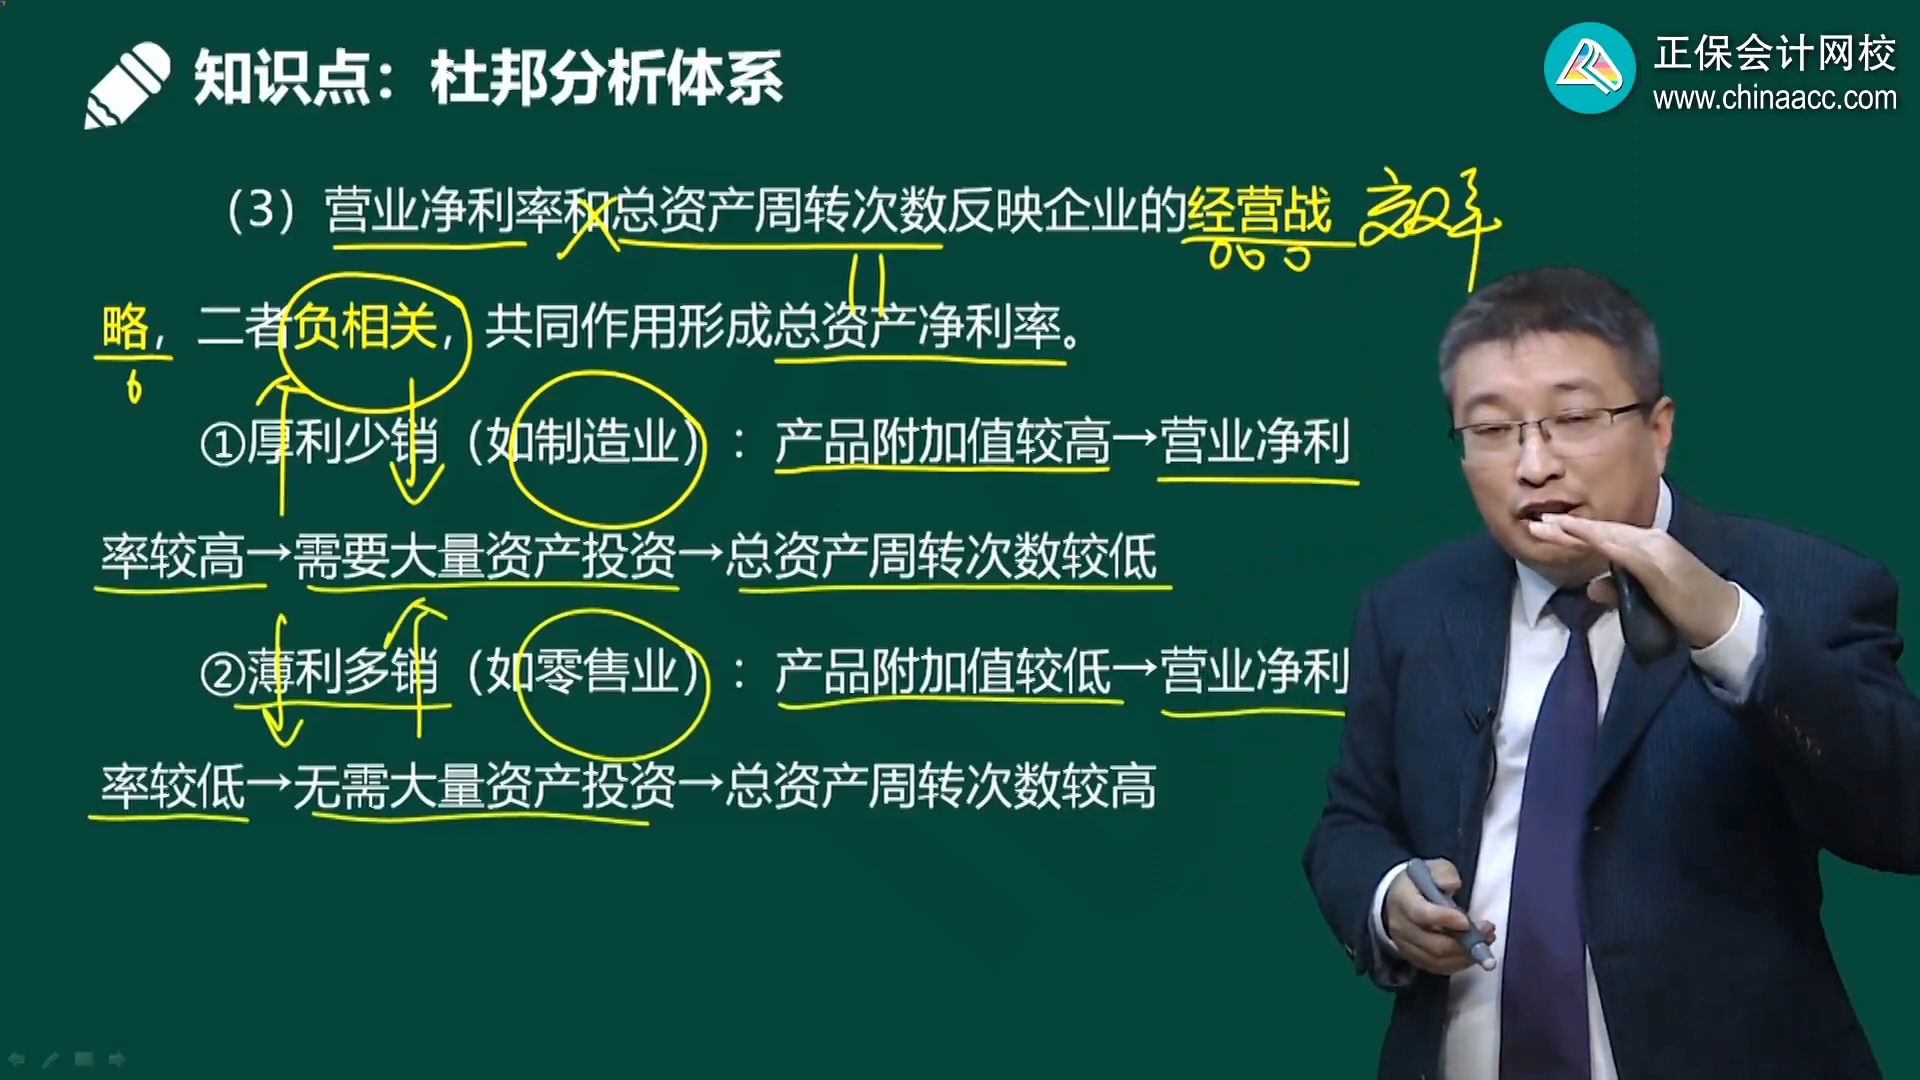 知识点：杜邦分析体系
正保会计网校
www.chinaacc.com
（3）营业净利率和总资产周转次数反映企业的经营战 效率
略，二者负相关，共同作用形成总资产净利率。
①厚利少销（如制造业）：产品附加值较高→营业净利
率较高→需要大量资产投资→总资产周转次数较低
②薄利多销（如零售业）：产品附加值较低→营业净利
率较低→无需大量资产投资→总资产周转次数较高